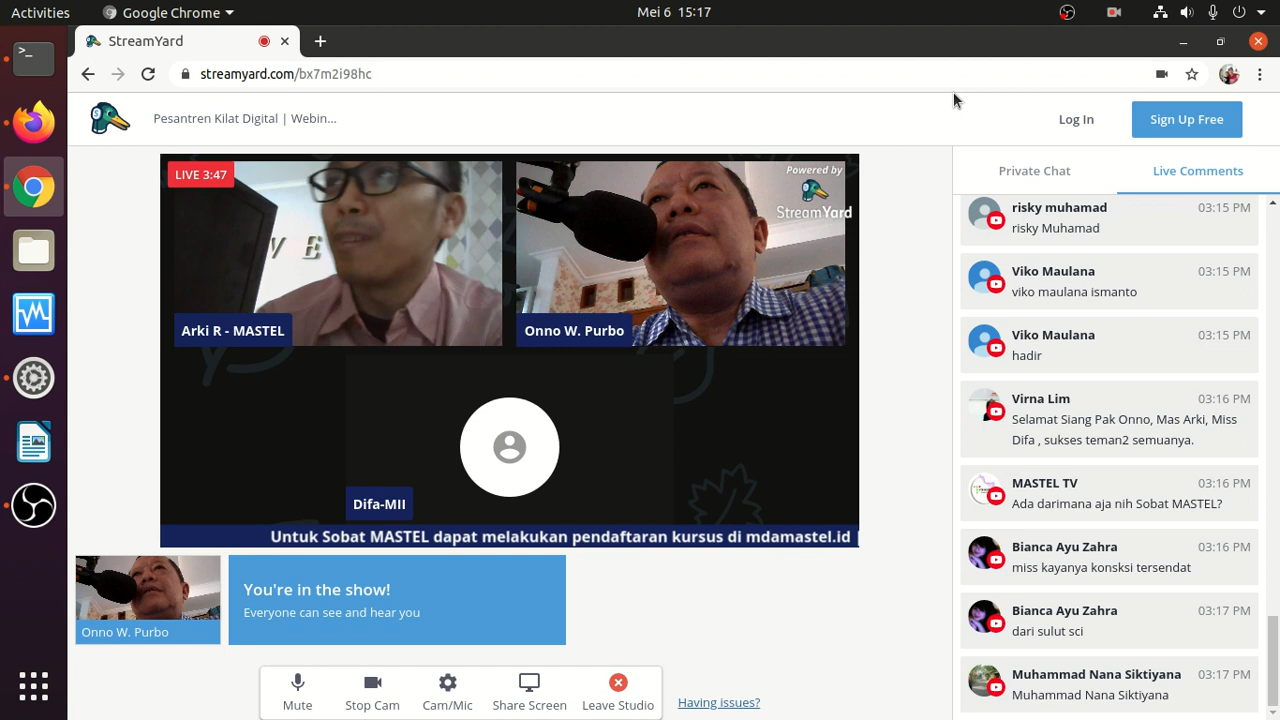 Activities
Google Chrome
Mei 6 15:17
StreamYard
streamyard.com/bx7m2i98hc
Pesantren Kilat Digital | Webin...
Log In
Sign Up Free
LIVE 3:47
Powered by
StreamYard
Arki R - MASTEL
Onno W. Purbo
Difa-MII
Untuk Sobat MASTEL dapat melakukan pendaftaran kursus di mdamastel.id |
Onno W. Purbo
You're in the show!
Everyone can see and hear you
Mute
Stop Cam
Cam/Mic
Share Screen
Leave Studio
Having issues?
Private Chat
Live Comments
risky muhamad 03:15 PM
risky Muhamad
Viko Maulana 03:15 PM
viko maulana ismanto
Viko Maulana 03:15 PM
hadir
Virna Lim 03:16 PM
Selamat Siang Pak Onno, Mas Arki, Miss
Difa , sukses teman2 semuanya.
MASTEL TV 03:16 PM
Ada darimana aja nih Sobat MASTEL?
Bianca Ayu Zahra 03:16 PM
miss kayanya konsksi tersendat
Bianca Ayu Zahra 03:17 PM
dari sulut sci
Muhammad Nana Siktiyana 03:17 PM
Muhammad Nana Siktiyana